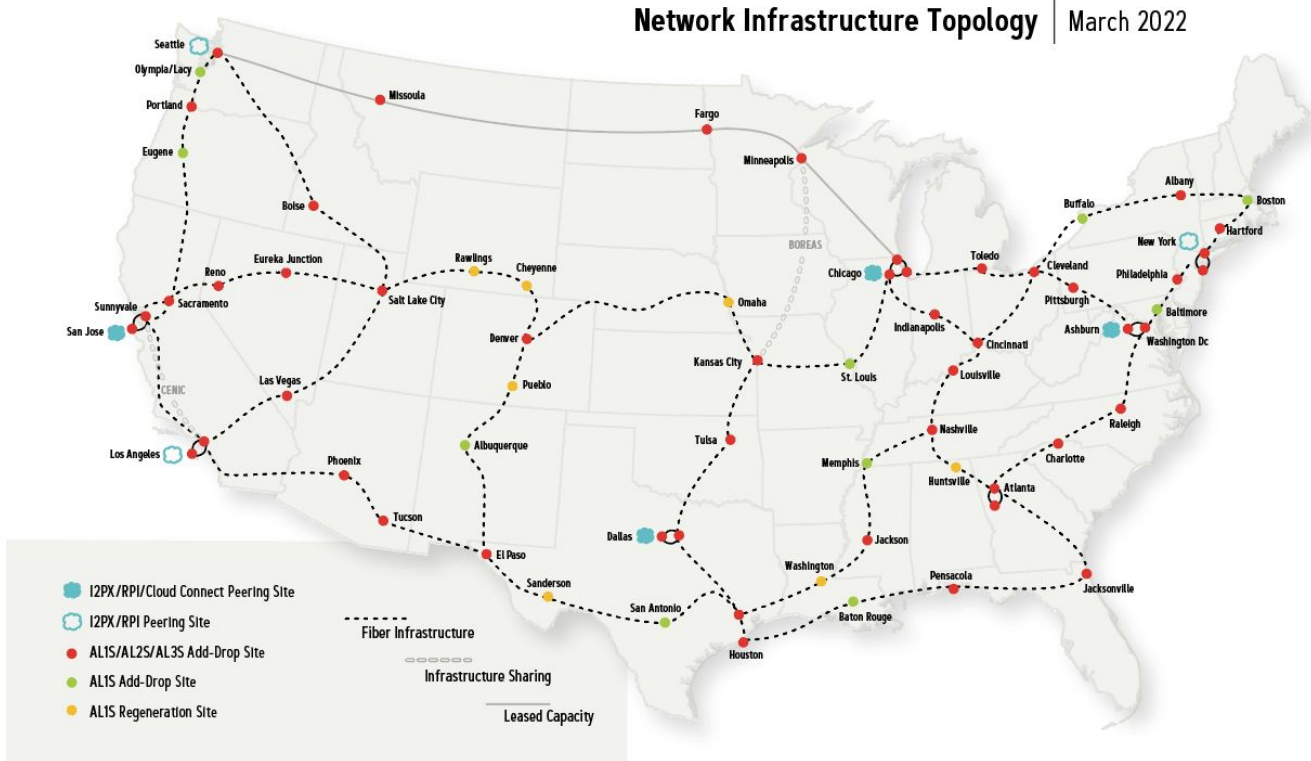 Network Infrastructure Topology | March 2022
Seattle
Olympia/Lacy
Portland
Eugene
Missoula
Fargo
Minneapolis
Boise
Albany
Buffalo
Boston
Hartford
New York
BOREAS
Chicago
Toledo
Cleveland
Philadelphia
Pittsburgh
Baltimore
Ashburn
Washington Dc
Reno
Eureka Junction
Rawlings
Cheyenne
Salt Lake City
Sacramento
Sunnyvale
San Jose
Omaha
Indianapolis
Cincinnati
Denver
Kansas City
St. Louis
Louisville
CENIC
Las Vegas
Pueblo
Raleigh
Nashville
Charlotte
Los Angeles
Phoenix
Albuquerque
Tulsa
Memphis
Huntsville
Atlanta
Tucson
Dallas
Jackson
El Paso
Sanderson
San Antonio
Washington
Pensacola
Jacksonville
Baton Rouge
Houston
I2PX/RPI/Cloud Connect Peering Site
I2PX/RPI Peering Site
AL1S/AL2S/AL3S Add-Drop Site
AL1S Add-Drop Site
AL1S Regeneration Site
Fiber Infrastructure
Infrastructure Sharing
Leased Capacity